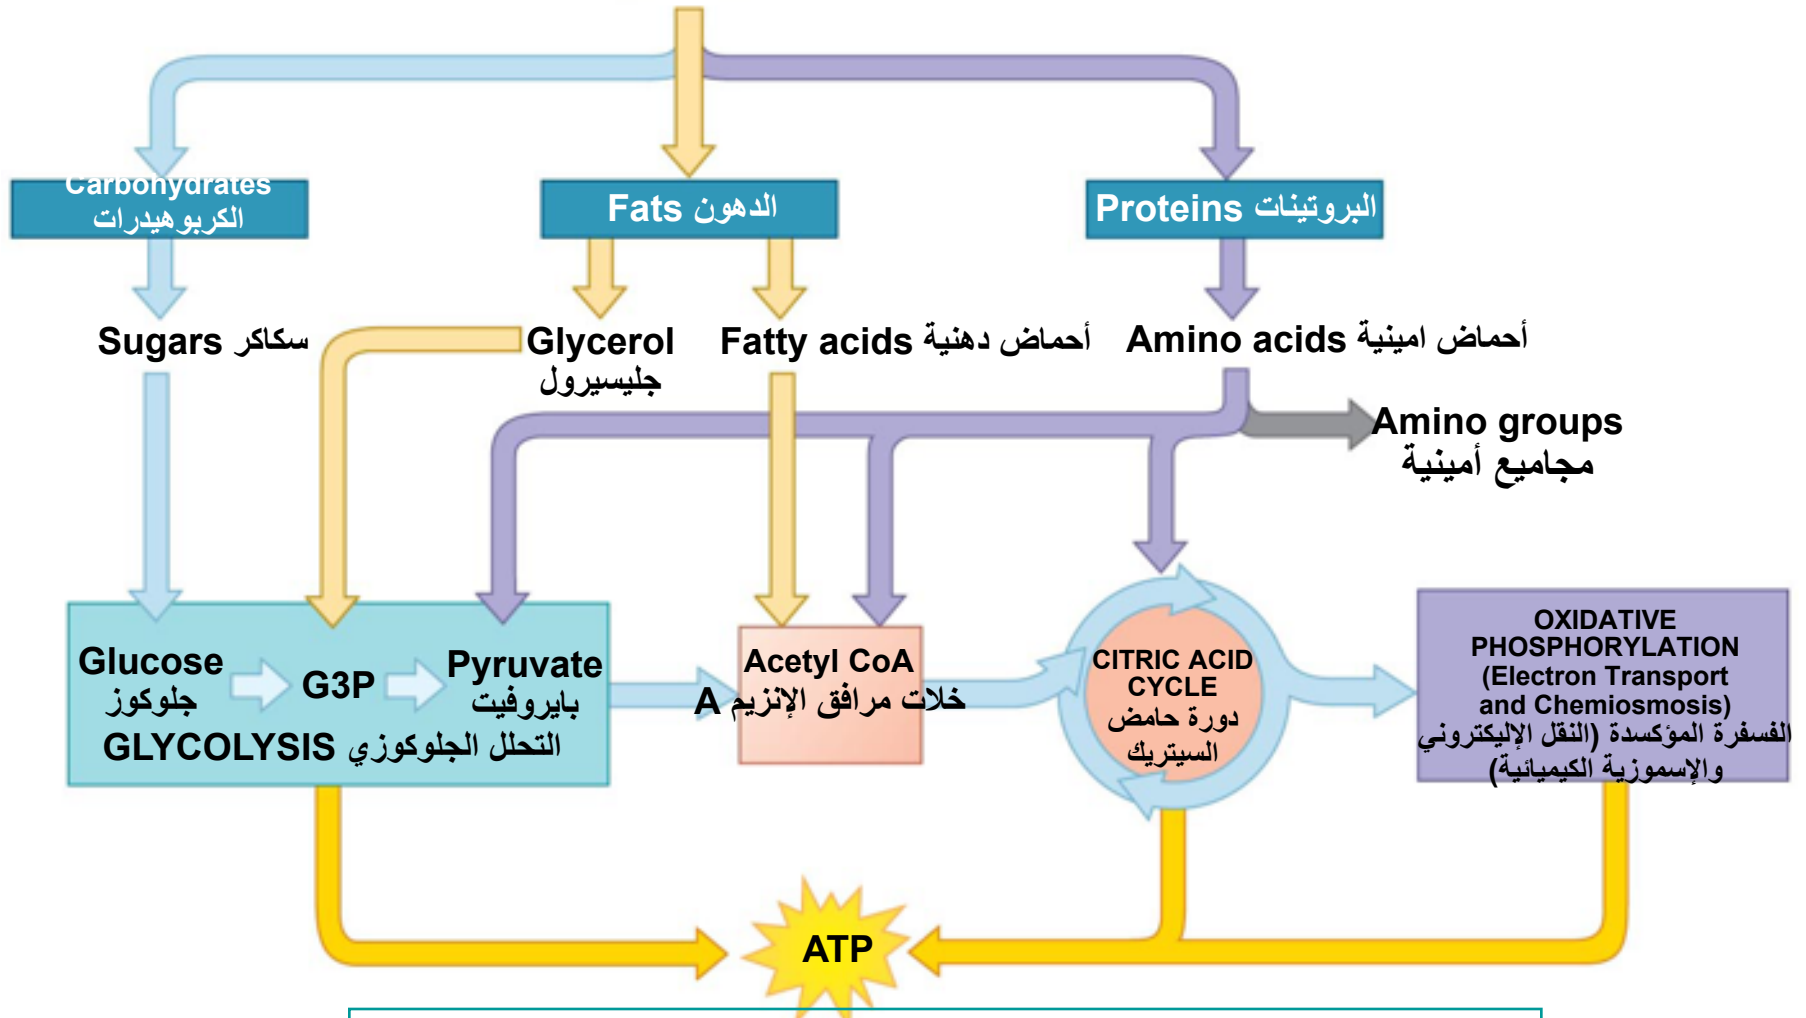 Carbohydrates
الكربوهيدرات
Fats الدهون
Proteins البروتينات
Sugars سكاكر
Glycerol
جليسيرول
Fatty acids أحماض دهنية
Amino acids أحماض امينية
Amino groups
مجاميع أمينية
Glucose
جلوكوز
G3P
Pyruvate
بايروفيت
GLYCOLYSIS التحلل الجلوكوزي
Acetyl CoA
خلات مرافق الإنزيم A
CITRIC ACID
CYCLE
دورة حامض
السيتريك
OXIDATIVE
PHOSPHORYLATION
(Electron Transport
and Chemiosmosis)
الفسفرة المؤكسدة (النقل الإليكتروني
والإسموزية الكيميائية)
ATP